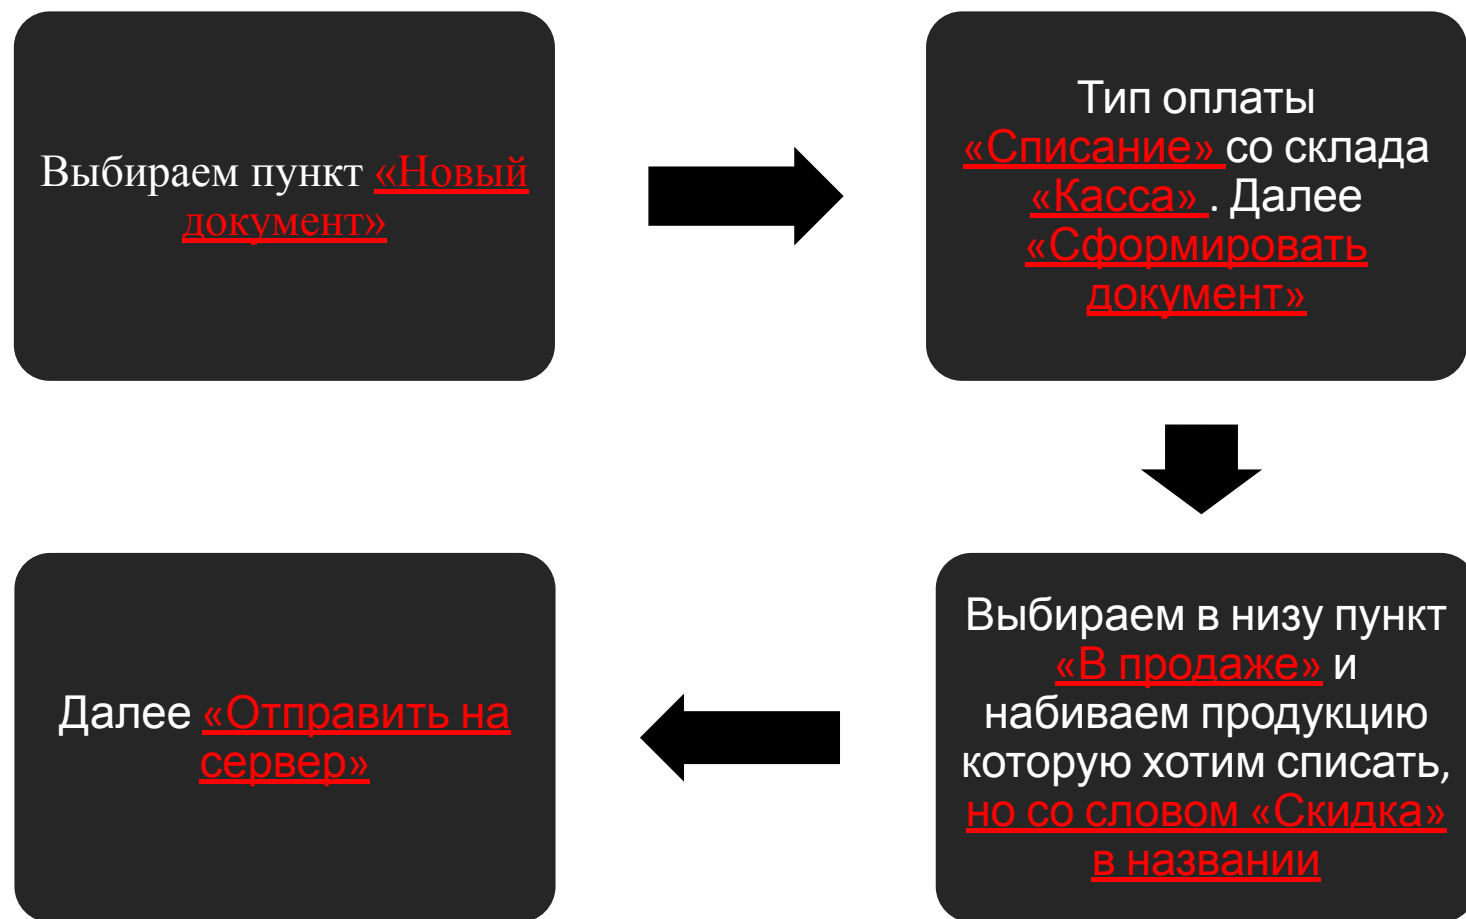 Выбираем пункт «Новый
документ»
Тип оплаты
«Списание» со склада
«Касса» . Далее
«Сформировать
документ»
Выбираем в низу пункт
«В продаже» и
набиваем продукцию
которую хотим списать,
но со словом «Скидка»
в названии
Далее «Отправить на
сервер»